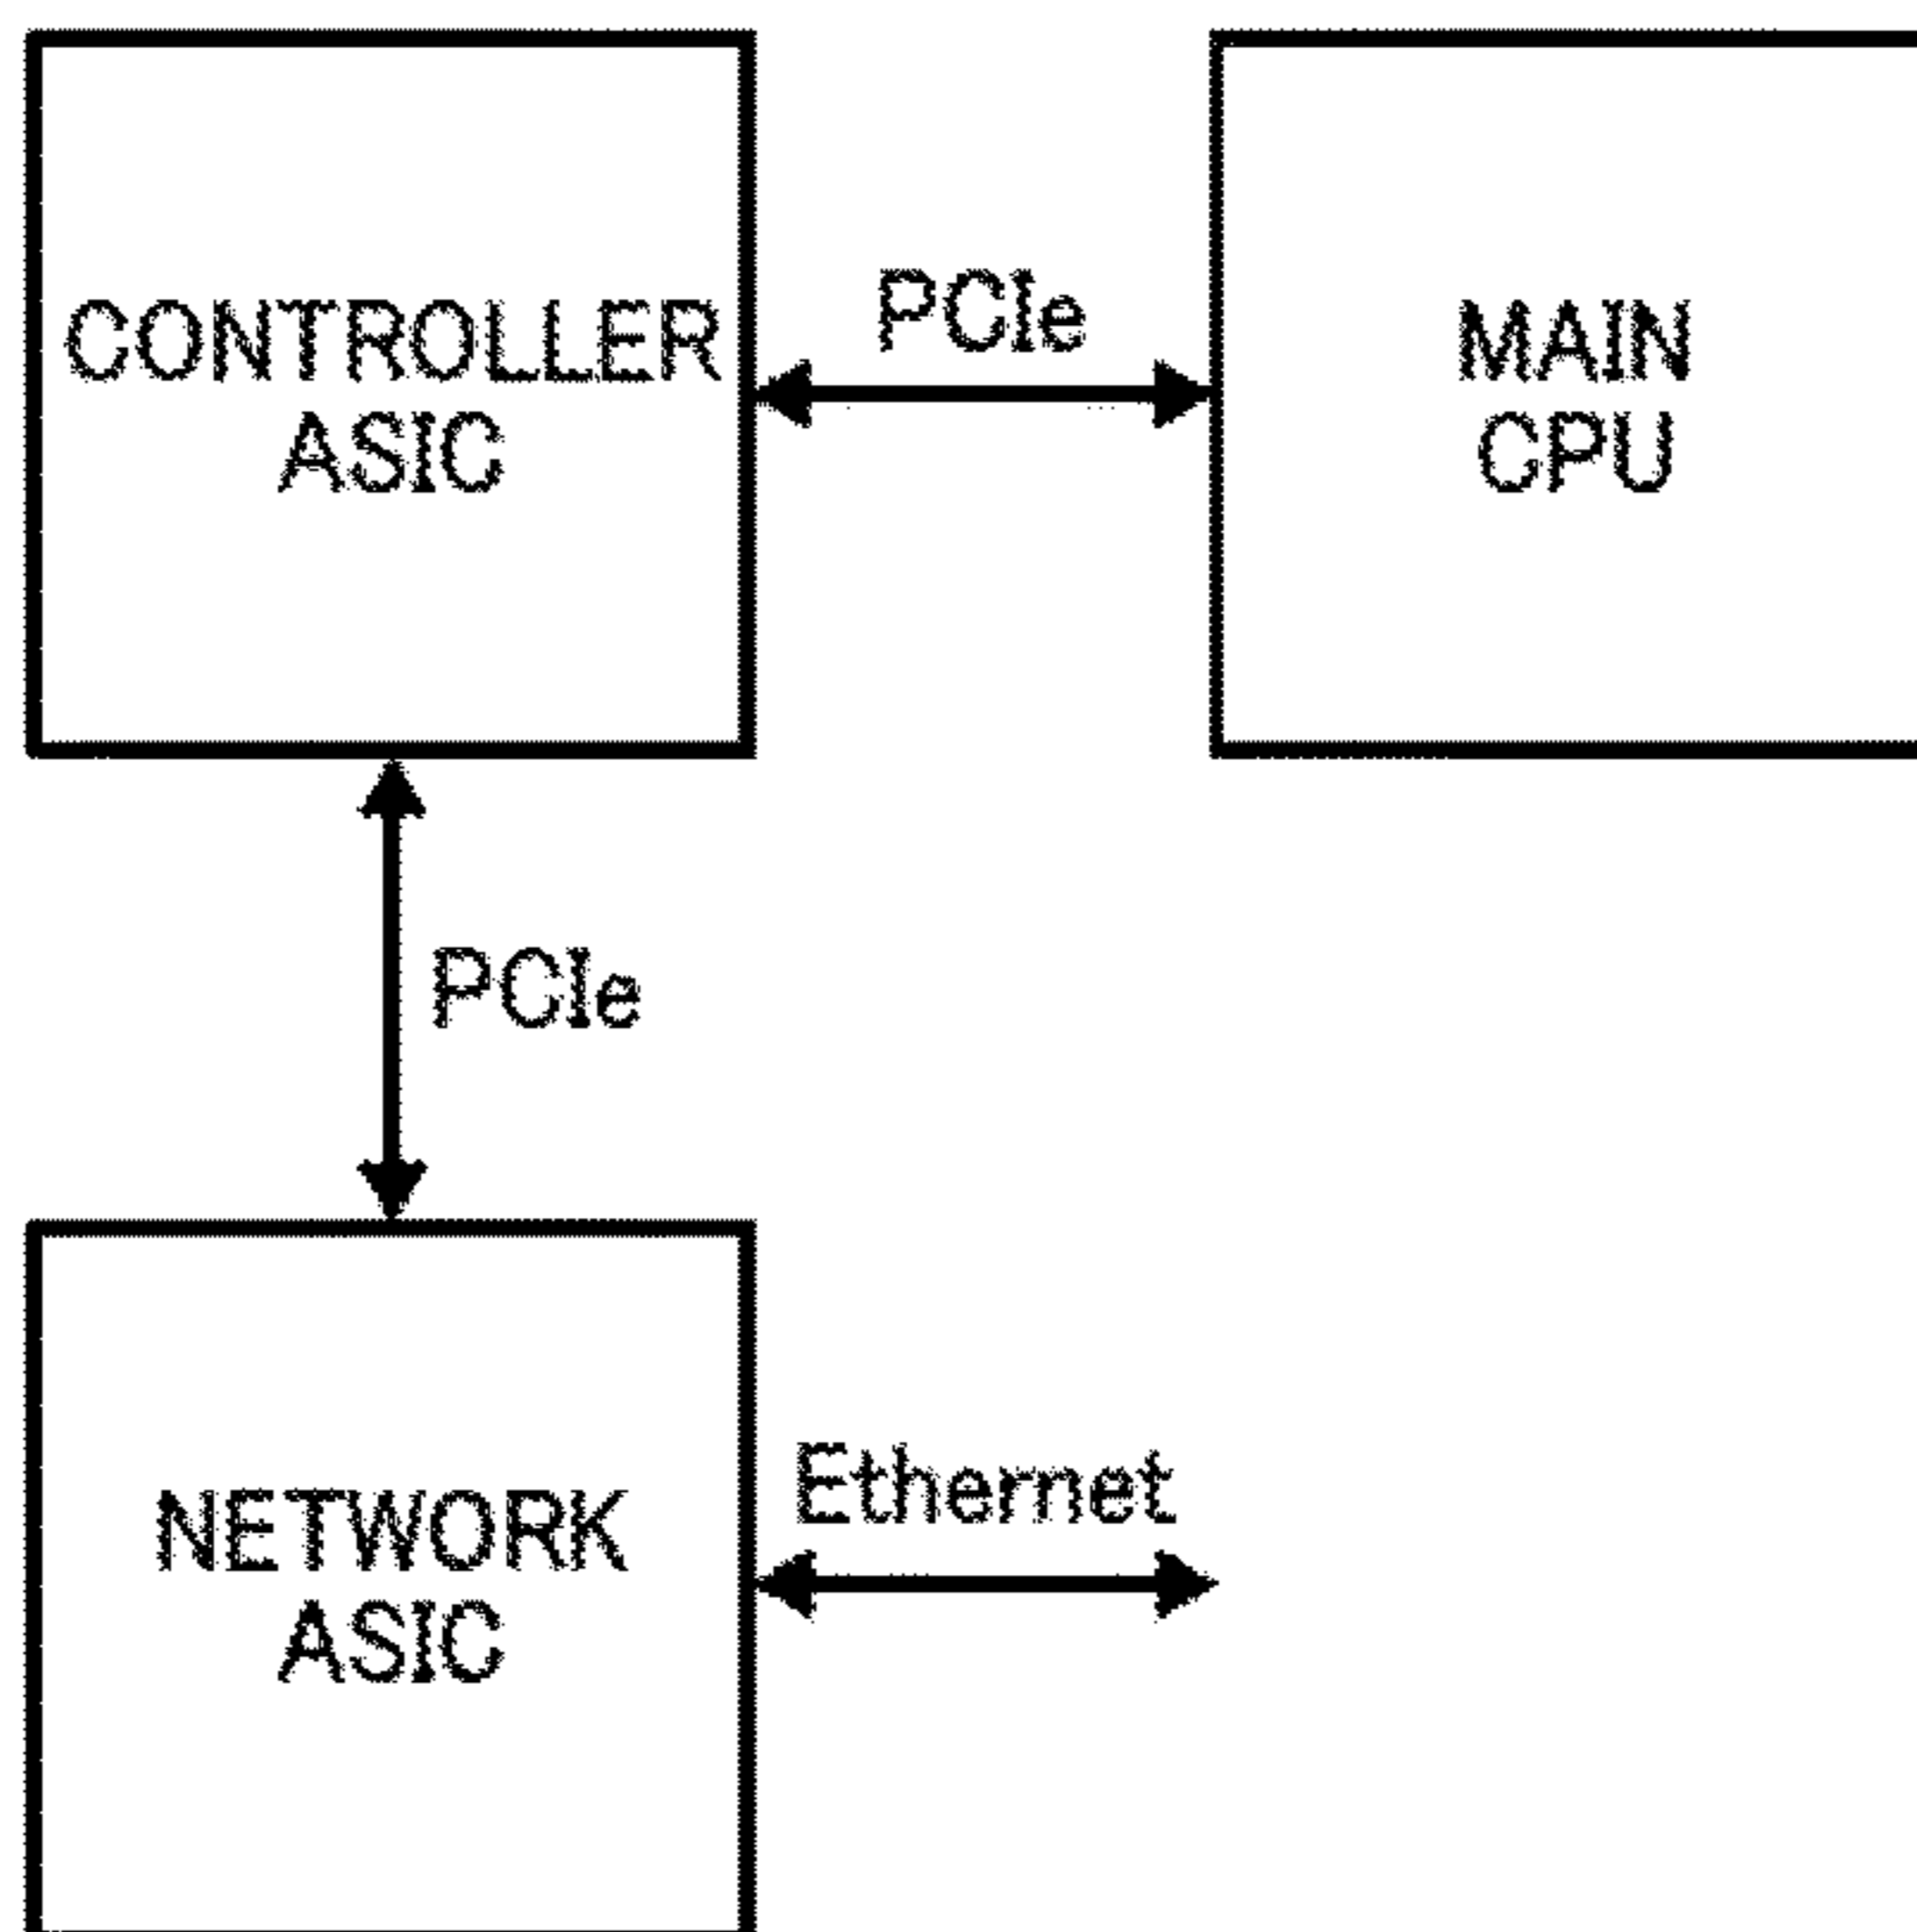 CONTROLLER
ASIC
PCIe
MAIN
CPU
PCIe
NETWORK
ASIC
Ethernet